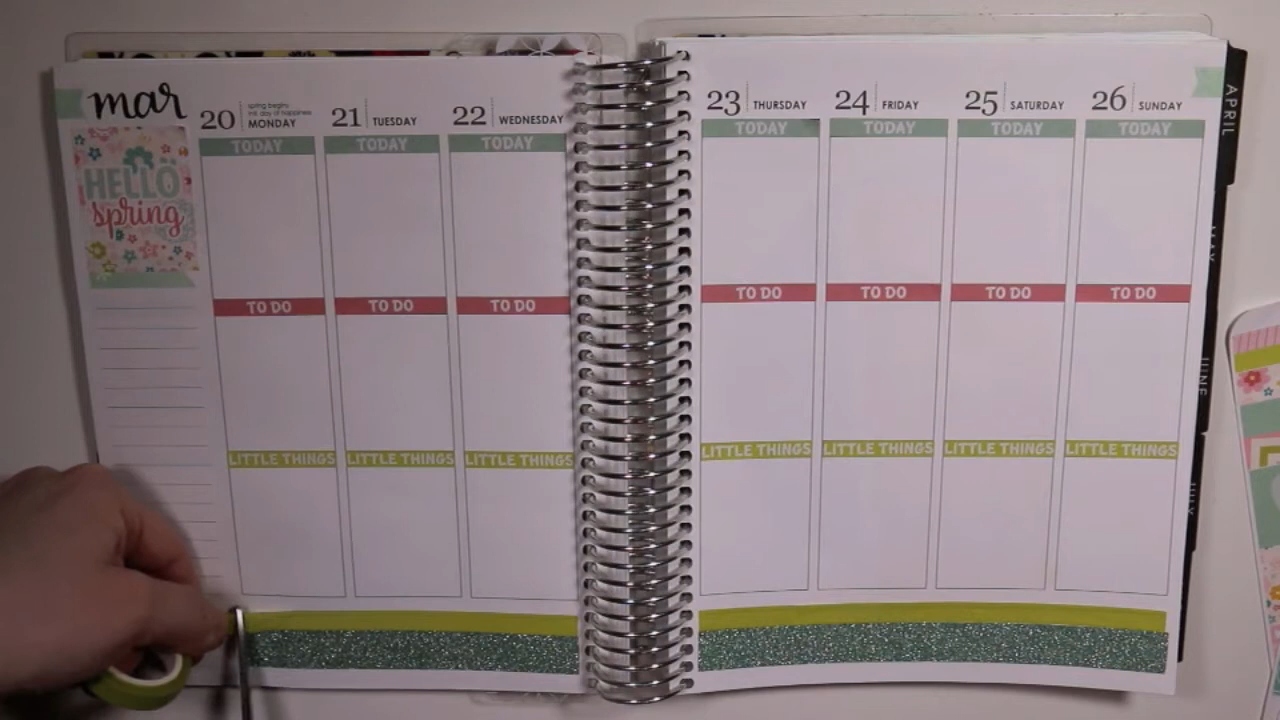 mar
HELLO
spring
20
spring begins
int. day of happiness
MONDAY
21 TUESDAY
22 WEDNESDAY
23 THURSDAY
24 FRIDAY
25 SATURDAY
26 SUNDAY
TODAY TODAY TODAY TODAY TODAY TODAY TODAY
TO DO TO DO TO DO TO DO TO DO TO DO TO DO
LITTLE THINGS LITTLE THINGS LITTLE THINGS LITTLE THINGS LITTLE THINGS LITTLE THINGS LITTLE THINGS
APRIL
MAY
JUNE
JULY